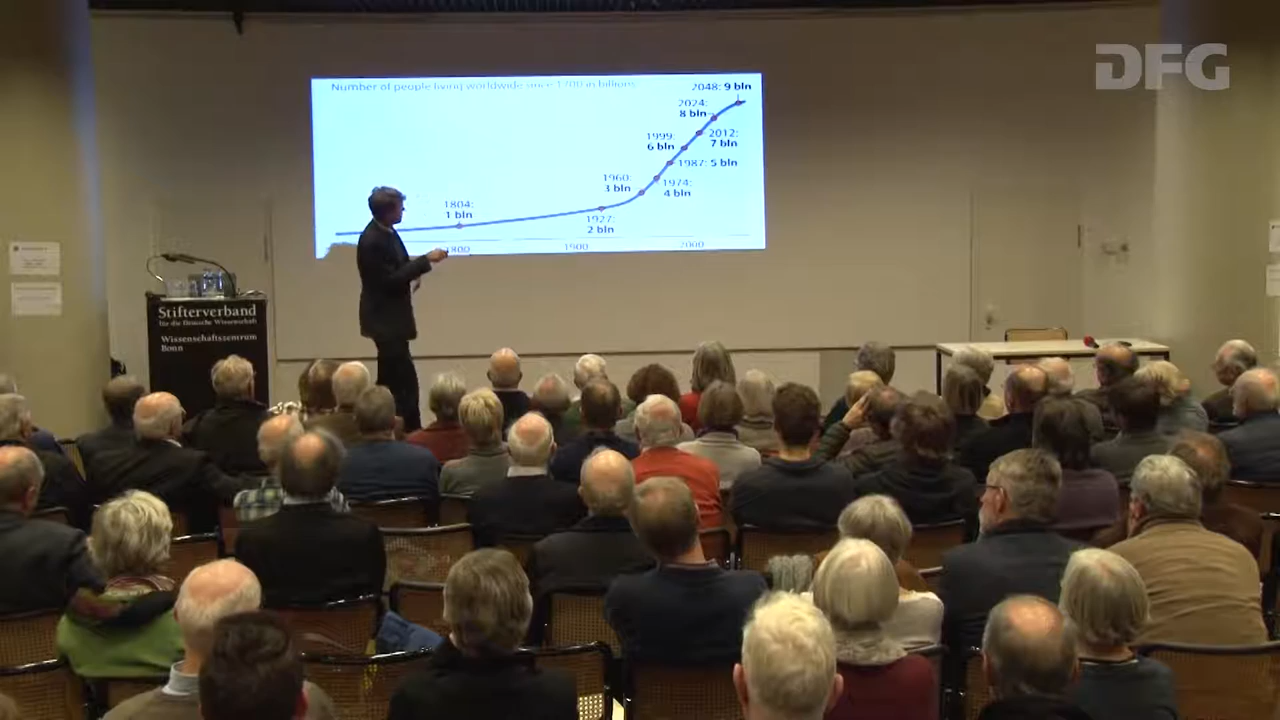 DFG
Number of people living worldwide since 1700 in billions
2048: 9 bln
2024:
8 bln
1999:
6 bln
2012:
7 bln
1987: 5 bln
1960:
3 bln
1974:
4 bln
1804:
1 bln
1927:
2 bln
1800
1900
2000
Stifterverband
für die Deutsche Wissenschaft
Wissenschaftszentrum
Bonn